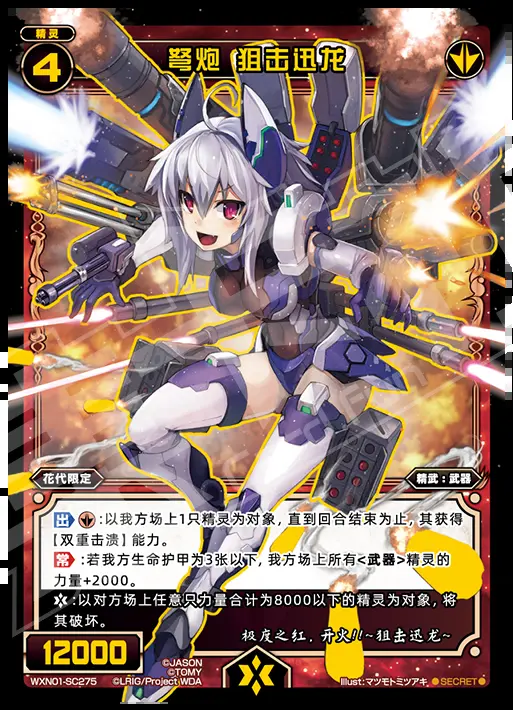 精灵
4
弩炮 狙击迅龙
花代限定
精武：武器
出 :以我方场上1只精灵为对象，直到回合结束为止，其获得
【双重击溃】能力。
常 :若我方生命护甲为3张以下，我方场上所有<武器>精灵的
力量+2000。
:以对方场上任意只力量合计为8000以下的精灵为对象，将
其破坏。
极度之红，开火!!~狙击迅龙~
12000
©JASON
©TOMY
WXN01-SC275 ©LRIG/Project WDA
Illust:マツモトミツアキ ●SECRET●